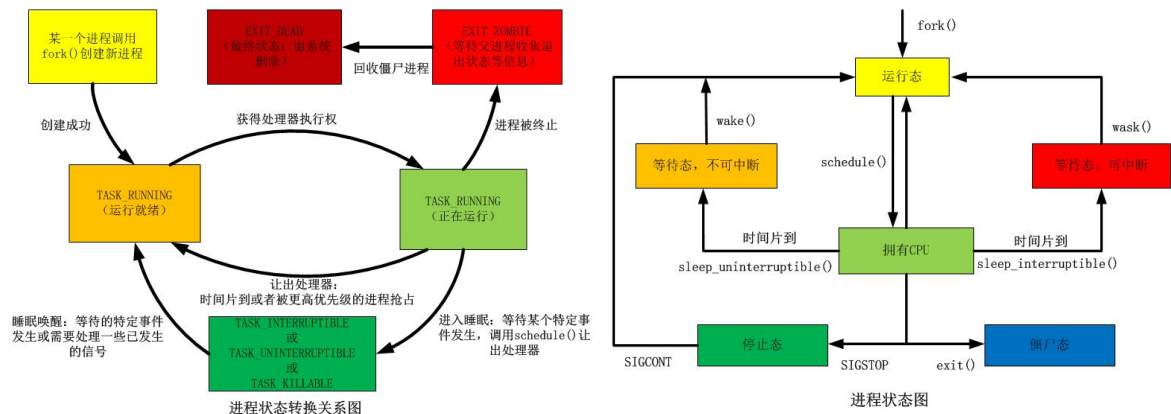 某一个进程调用
fork()创建新进程
EXIT_DEAD
(最终状态：由系统
删除)
EXIT_ZOMBIE
(等待父进程收集退
出状态等信息)
回收僵尸进程
创建成功
获得处理器执行权
进程被终止
TASK_RUNNING
(运行就绪)
TASK_RUNNING
(正在运行)
让出处理器：
时间片到或者被更高优先级的进程抢占
睡眠唤醒：等待的特定事件
发生或需要处理一些已发生
的信号
TASK_INTERRUPTIBLE
或
TASK_UNINTERRUPTIBLE
或
TASK_KILLABLE
进入睡眠：等待某个特定事
件发生，调用schedule()让
出处理器
进程状态转换关系图
fork()
运行态
wake()
wask()
schedule()
等待态，不可中断
等待态，可中断
时间片到
sleep_uninterruptible()
拥有CPU
时间片到
sleep_interruptible()
停止态
僵尸态
SIGCONT
SIGSTOP
exit()
进程状态图